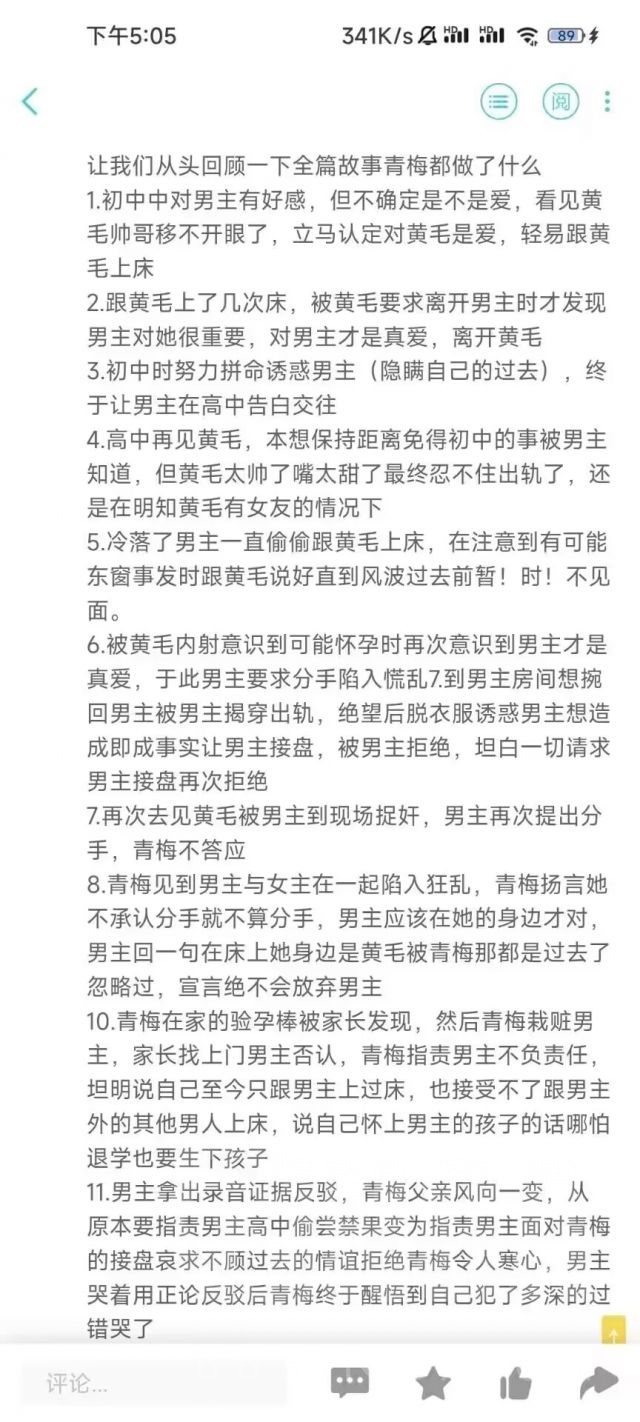 下午5:05
341K/s HD HD 89
阅
让我们从头回顾一下全篇故事青梅都做了什么
1.初中中对男主有好感，但不确定是不是爱，看见黄
毛帅哥移不开眼了，立马认定对黄毛是爱，轻易跟黄
毛上床
2.跟黄毛上了几次床，被黄毛要求离开男主时才发现
男主对她很重要，对男主才是真爱，离开黄毛
3.初中时努力拼命诱惑男主（隐瞒自己的过去），终
于让男主在高中告白交往
4.高中再见黄毛，本想保持距离免得初中的事被男主
知道，但黄毛太帅了嘴太甜了最终忍不住出轨了，还
是在明知黄毛有女友的情况下
5.冷落了男主一直偷偷跟黄毛上床，在注意到有可能
东窗事发时跟黄毛说好直到风波过去前暂！时！不见
面。
6.被黄毛内射意识到可能怀孕时再次意识到男主才是
真爱，于此男主要求分手陷入慌乱7.到男主房间想挽
回男主被男主揭穿出轨，绝望后脱衣服诱惑男主想造
成即成事实让男主接盘，被男主拒绝，坦白一切请求
男主接盘再次拒绝
7.再次去见黄毛被男主到现场捉奸，男主再次提出分
手，青梅不答应
8.青梅见到男主与女主在一起陷入狂乱，青梅扬言她
不承认分手就不算分手，男主应该在她的身边才对，
男主回一句在床上她身边是黄毛被青梅那都是过去了
忽略过，宣言绝不会放弃男主
10.青梅在家的验孕棒被家长发现，然后青梅栽赃男
主，家长找上门男主否认，青梅指责男主不负责任，
坦明说自己至今只跟男主上过床，也接受不了跟男主
外的其他男人上床，说自己怀上男主的孩子的话哪怕
退学也要生下孩子
11.男主拿出录音证据反驳，青梅父亲风向一变，从
原本要指责男主高中偷尝禁果变为指责男主面对青梅
的接盘哀求不顾过去的情谊拒绝青梅令人寒心，男主
哭着用正论反驳后青梅终于醒悟到自己犯了多深的过
错哭了
评论...